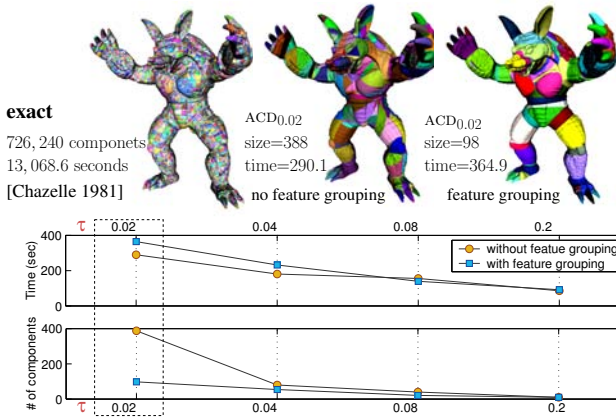 exact
726, 240 componets
13, 068.6 seconds
[Chazelle 1981]
ACD0.02
size=388
time=290.1
no feature grouping
ACD0.02
size=98
time=364.9
feature grouping
τ 0.02 0.04 0.08 0.2
400
200
0
Time (sec)
without featue grouping
with feature grouping
400
200
0
# of components
τ 0.02 0.04 0.08 0.2